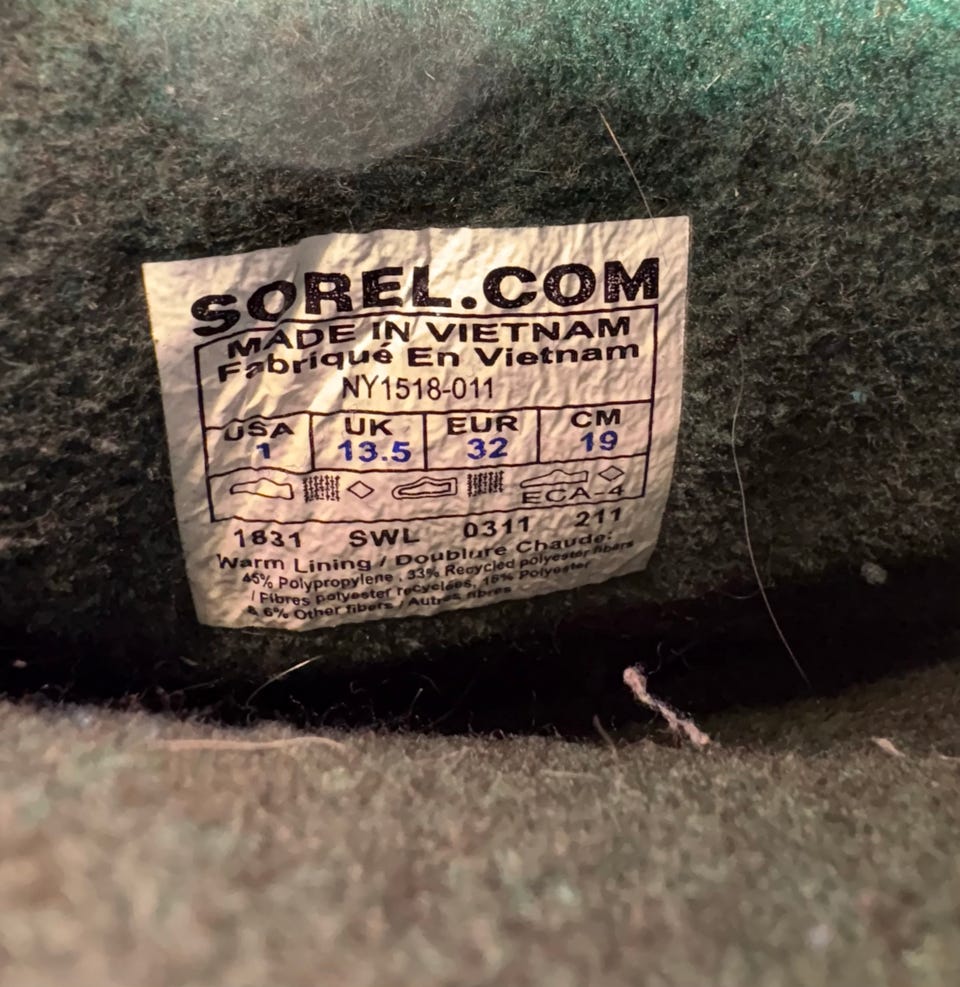 SOREL.COM
MADE IN VIETNAM
Fabriqué En Vietnam
NY1518-011
USA UK EUR CM
1 13.5 32 19
ECA-4
1831 SWL 0311 211
Warm Lining / Doublure Chaude:
45% Polypropylene , 33% Recycled polyester fibers
/ Fibres polyester recyclées, 16% Polyester
& 6% Other fibers / Autres fibres